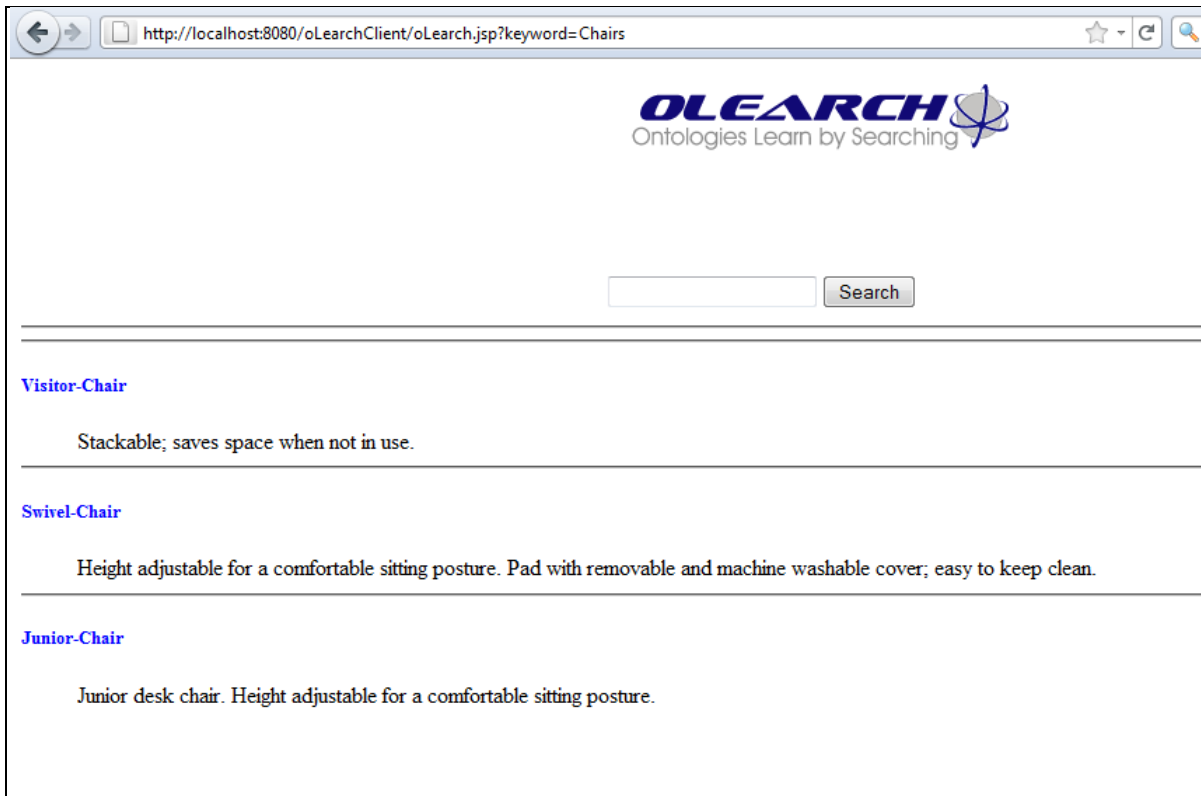 http://localhost:8080/oLearchClient/oLearch.jsp?keyword=Chairs
OLEARCH
Ontologies Learn by Searching
Search
Visitor-Chair
Stackable; saves space when not in use.
Swivel-Chair
Height adjustable for a comfortable sitting posture. Pad with removable and machine washable cover; easy to keep clean.
Junior-Chair
Junior desk chair. Height adjustable for a comfortable sitting posture.